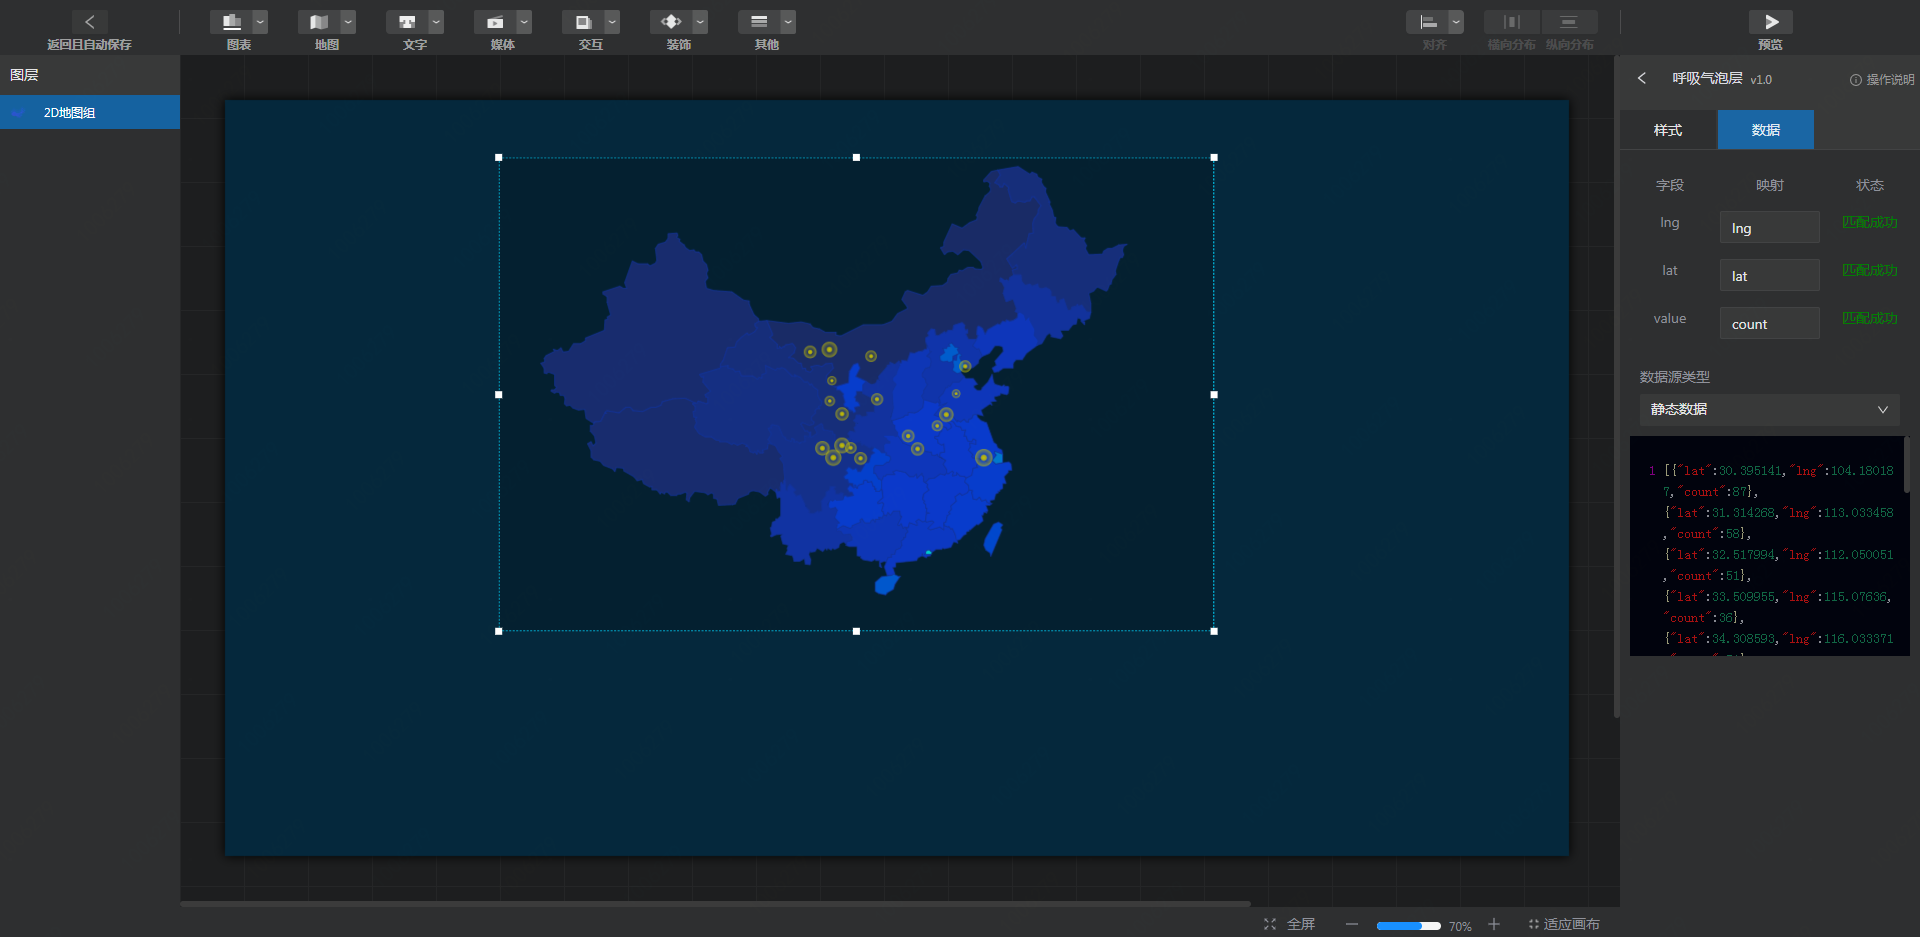 返回且自动保存
图表
地图
文字
媒体
交互
装饰
其他
对齐
横向分布
纵向分布
预览
图层
2D地图组
呼吸气泡层 v1.0
操作说明
样式
数据
字段 映射 状态
lng lng 匹配成功
lat lat 匹配成功
value count 匹配成功
数据源类型
静态数据
1 [{"lat":30.395141,"lng":104.18018
7,"count":87},
{"lat":31.314268,"lng":113.033458
,"count":58},
{"lat":32.517994,"lng":112.050051
,"count":51},
{"lat":33.509955,"lng":115.07636,
"count":36},
{"lat":34.308593,"lng":116.033371
全屏
70%
适应画布